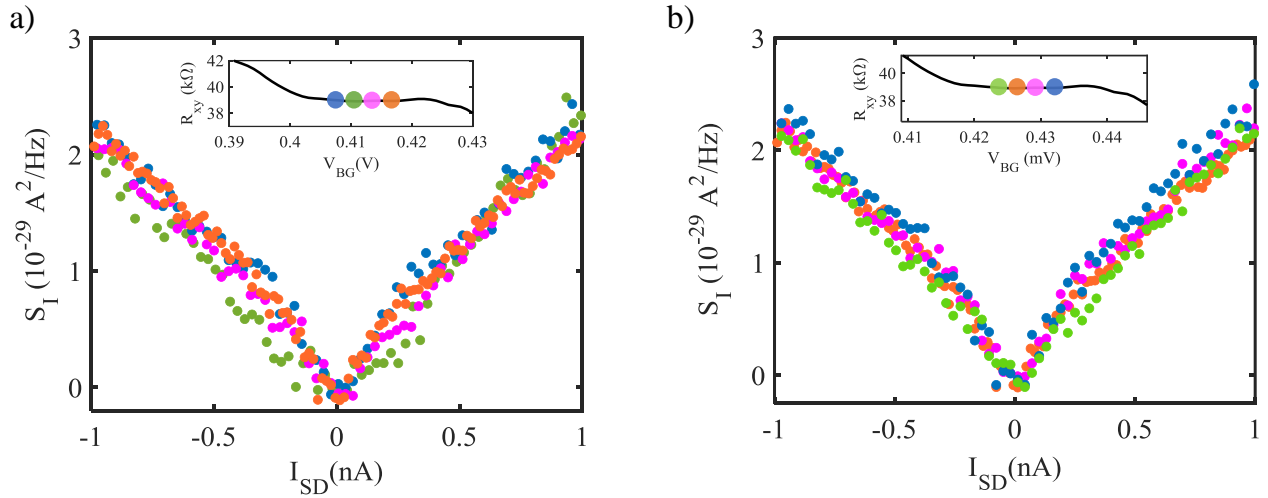 a)
3
2
1
0
S_I (10^-29 A^2/Hz)
-1 -0.5 0 0.5 1
I_SD(nA)
42
40
38
R_xy (kΩ)
0.39 0.4 0.41 0.42 0.43
V_BG(V)
b)
3
2
1
0
S_I (10^-29 A^2/Hz)
-1 -0.5 0 0.5 1
I_SD(nA)
40
38
R_xy (kΩ)
0.41 0.42 0.43 0.44
V_BG (mV)